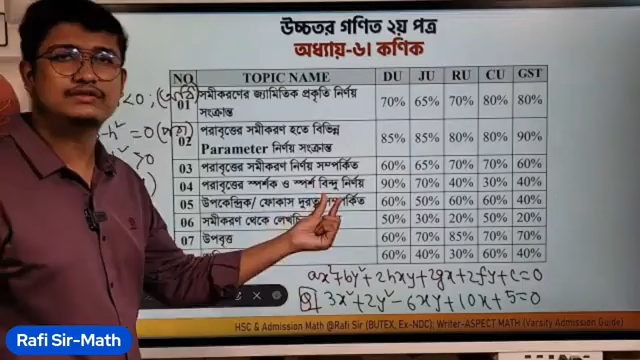 উচ্চতর গণিত ২য় পত্র
অধ্যায়-৬। কণিক
NO. TOPIC NAME DU JU RU CU GST
01 সমীকরণের জ্যামিতিক প্রকৃতি নির্ণয় সংক্রান্ত 70% 65% 70% 80% 80%
02 পরাবৃত্তের সমীকরণ হতে বিভিন্ন Parameter নির্ণয় সংক্রান্ত 85% 85% 80% 80% 90%
03 পরাবৃত্তের সমীকরণ নির্ণয় সম্পর্কিত 60% 65% 70% 70% 60%
04 পরাবৃত্তের স্পর্শক ও স্পর্শ বিন্দু নির্ণয় 90% 70% 40% 30% 40%
05 উপকেন্দ্রিক/ ফোকাস দূরত্ব 60% 50% 60% 60% 40%
06 সমীকরণ থেকে 50% 30% 20% 50% 20%
07 উপবৃত্ত 60% 70% 85% 70% 70%
60% 40% 30% 60% 40%
<0 ;
-h² = 0
>0
ax²+by²+2hxy+2gx+2fy+c=0
Q 3x²+2y²-6xy+10x+5=0
HSC & Admission Math @Rafi Sir (BUTEX, Ex-NDC); Writer-ASPECT MATH (Varsity Admission Guide)
Rafi Sir-Math